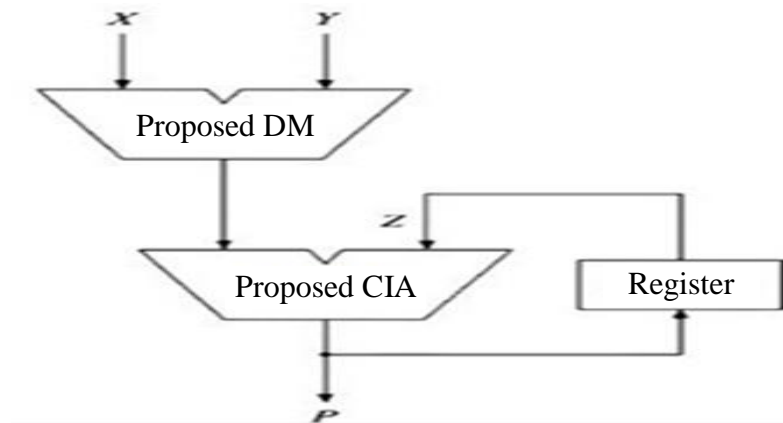 X Y
Proposed DM
Z
Proposed CIA
Register
P